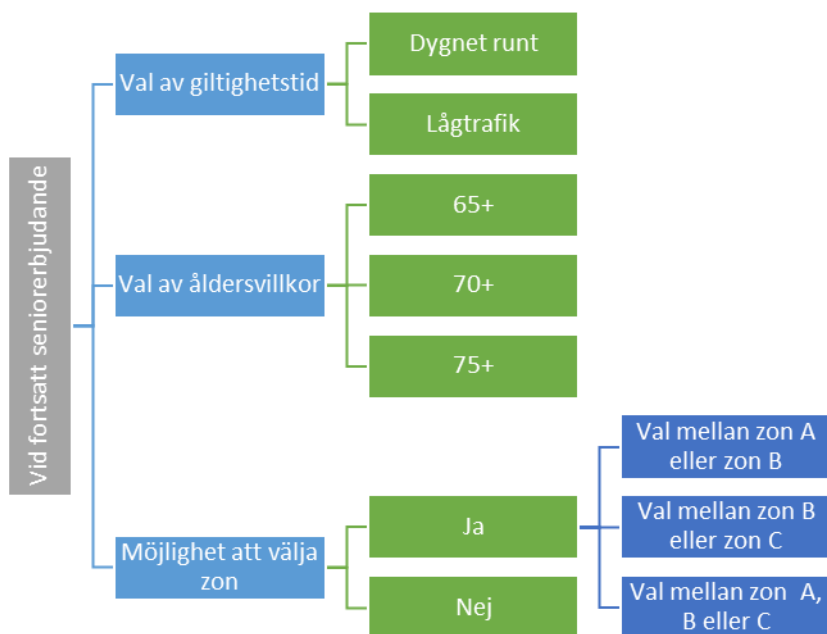 Vid fortsatt seniorerbjudande
Val av giltighetstid
Dygnet runt
Lågtrafik
Val av åldersvillkor
65+
70+
75+
Möjlighet att välja
zon
Ja
Nej
Val mellan zon A
eller zon B
Val mellan zon B
eller zon C
Val mellan zon A,
B eller C